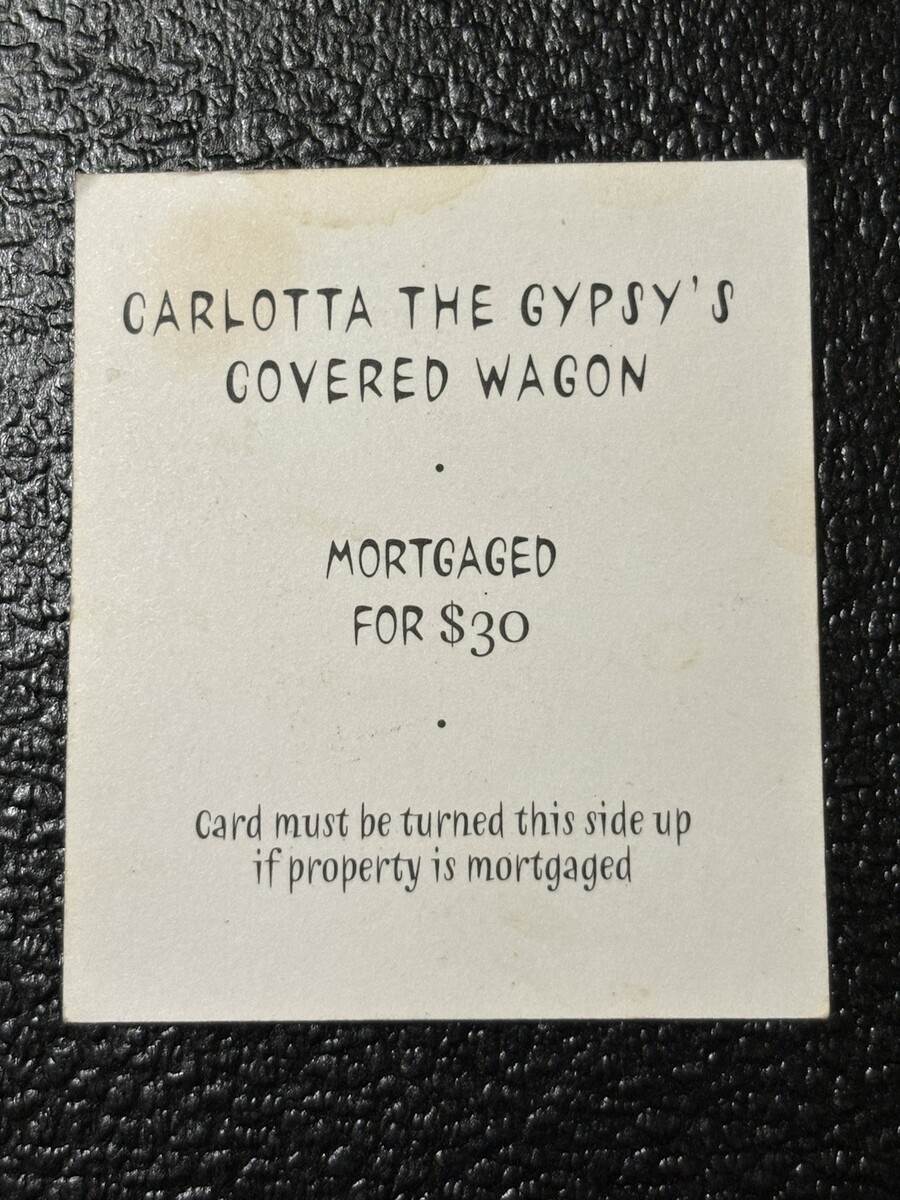 CARLOTTA THE GYPSY'S
COVERED WAGON
•
MORTGAGED
FOR $30
•
Card must be turned this side up
if property is mortgaged